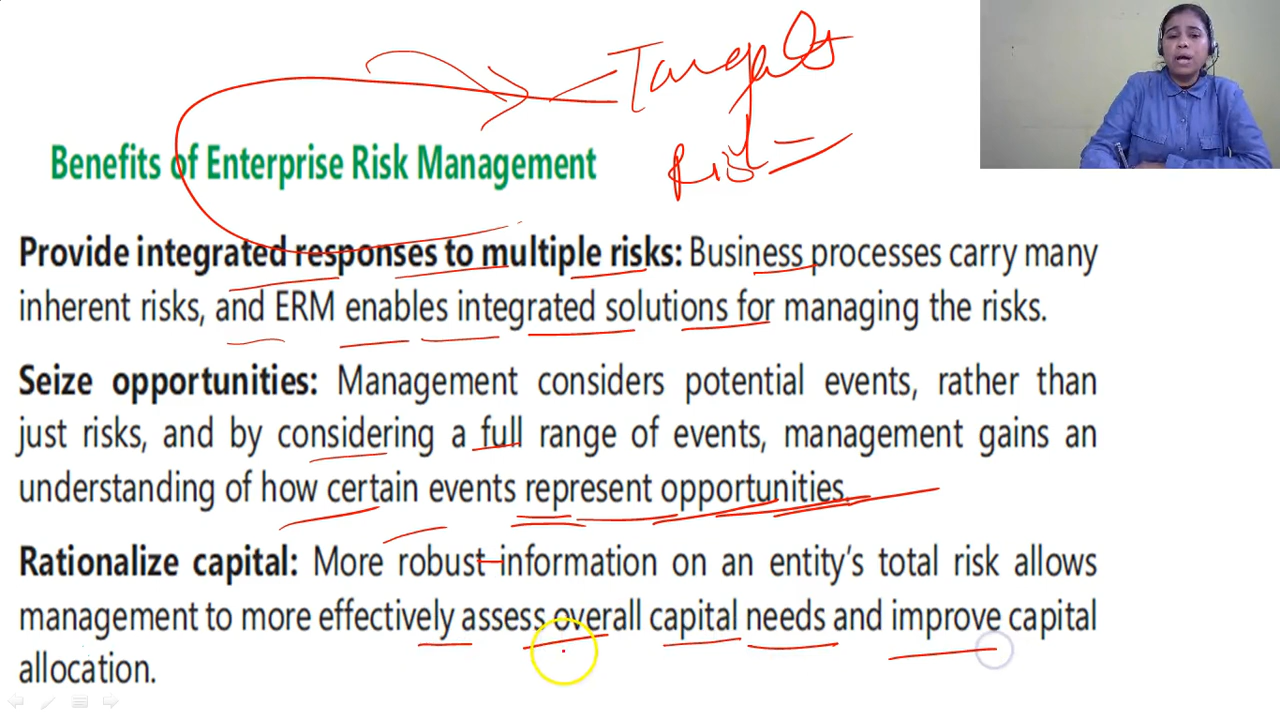 Targets
Risk
Benefits of Enterprise Risk Management
Provide integrated responses to multiple risks: Business processes carry many
inherent risks, and ERM enables integrated solutions for managing the risks.
Seize opportunities: Management considers potential events, rather than
just risks, and by considering a full range of events, management gains an
understanding of how certain events represent opportunities.
Rationalize capital: More robust information on an entity's total risk allows
management to more effectively assess overall capital needs and improve capital
allocation.